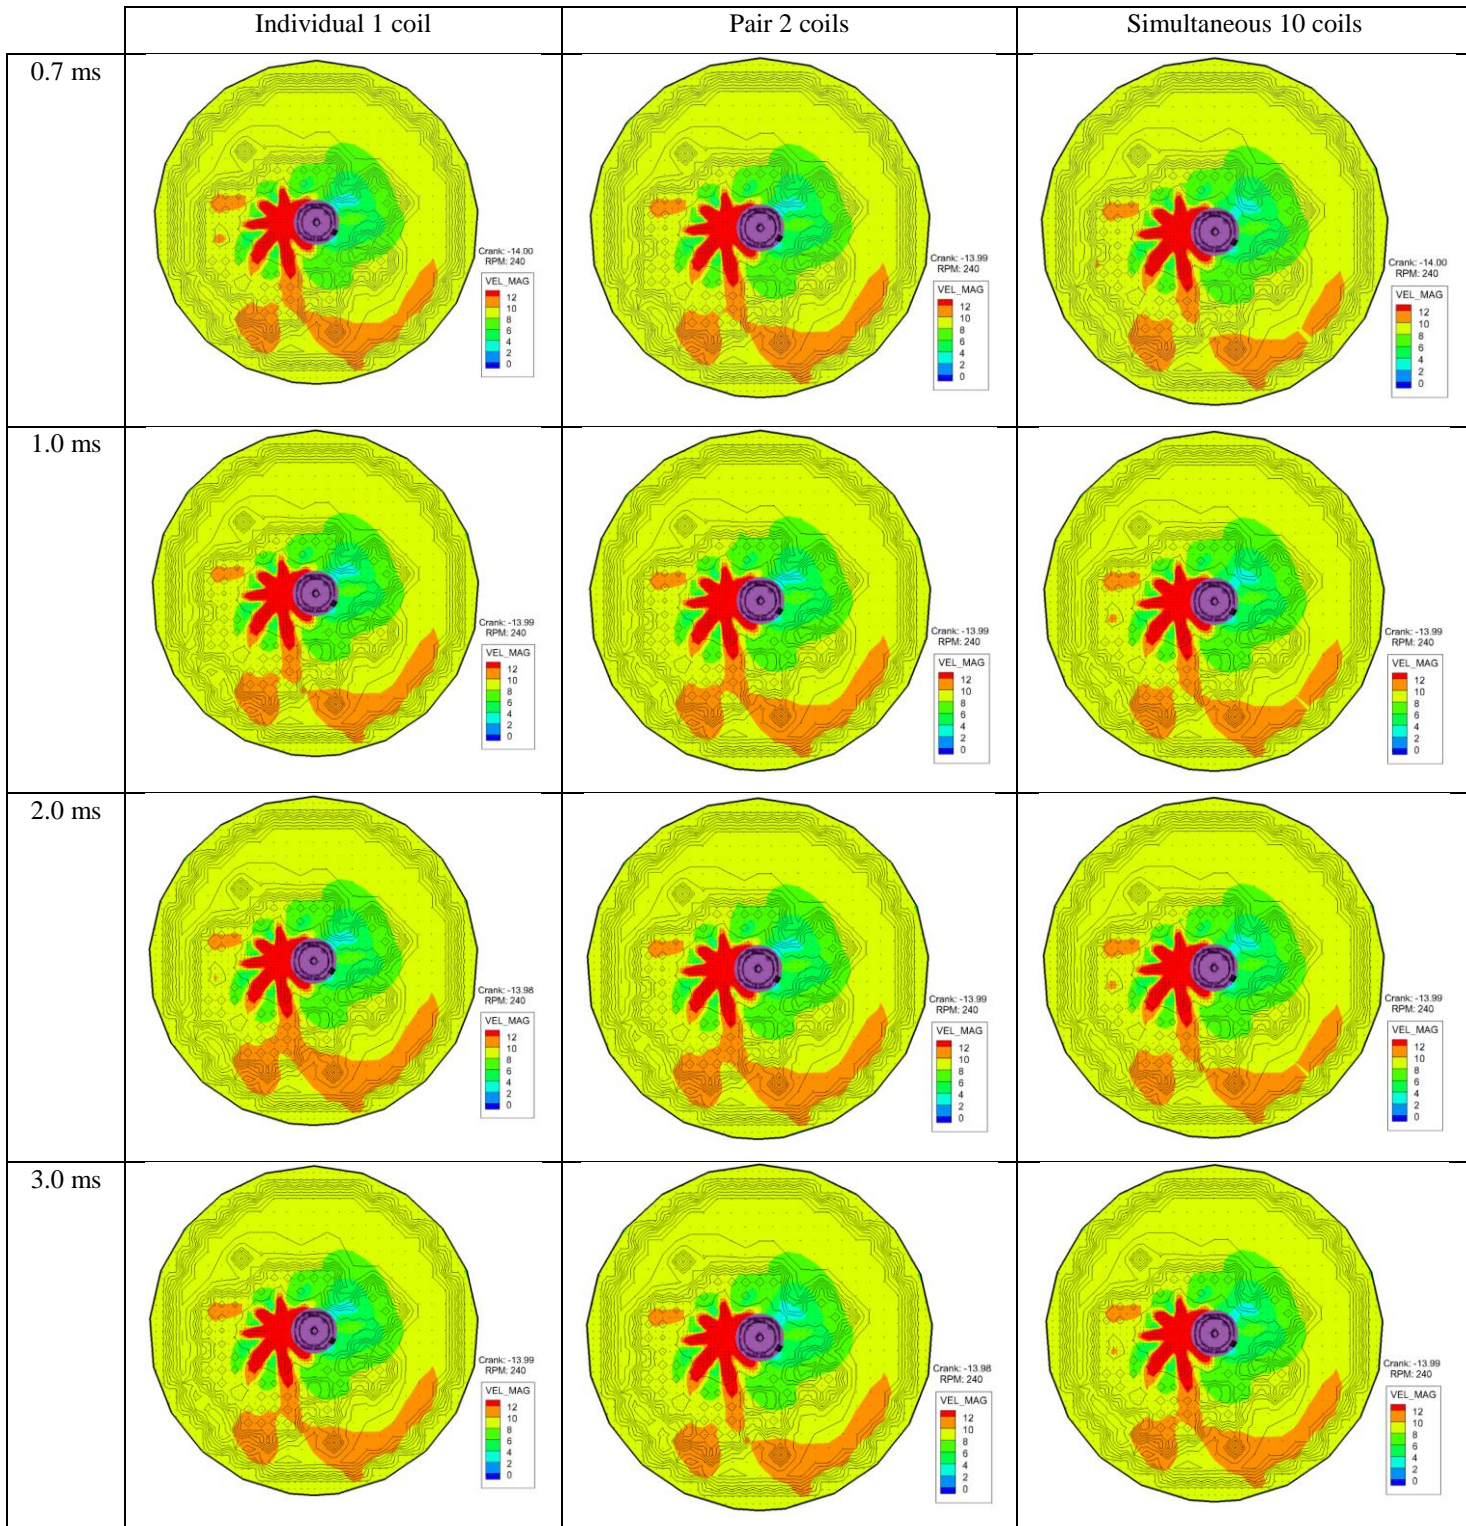 Individual 1 coil
Pair 2 coils
Simultaneous 10 coils
0.7 ms
Crank: -14.00
RPM: 240
VEL_MAG
12
10
8
6
4
2
0
Crank: -13.99
RPM: 240
VEL_MAG
12
10
8
6
4
2
0
Crank: -14.00
RPM: 240
VEL_MAG
12
10
8
6
4
2
0
1.0 ms
Crank: -13.99
RPM: 240
VEL_MAG
12
10
8
6
4
2
0
Crank: -13.99
RPM: 240
VEL_MAG
12
10
8
6
4
2
0
Crank: -13.99
RPM: 240
VEL_MAG
12
10
8
6
4
2
0
2.0 ms
Crank: -13.98
RPM: 240
VEL_MAG
12
10
8
6
4
2
0
Crank: -13.99
RPM: 240
VEL_MAG
12
10
8
6
4
2
0
Crank: -13.99
RPM: 240
VEL_MAG
12
10
8
6
4
2
0
3.0 ms
Crank: -13.99
RPM: 240
VEL_MAG
12
10
8
6
4
2
0
Crank: -13.98
RPM: 240
VEL_MAG
12
10
8
6
4
2
0
Crank: -13.99
RPM: 240
VEL_MAG
12
10
8
6
4
2
0